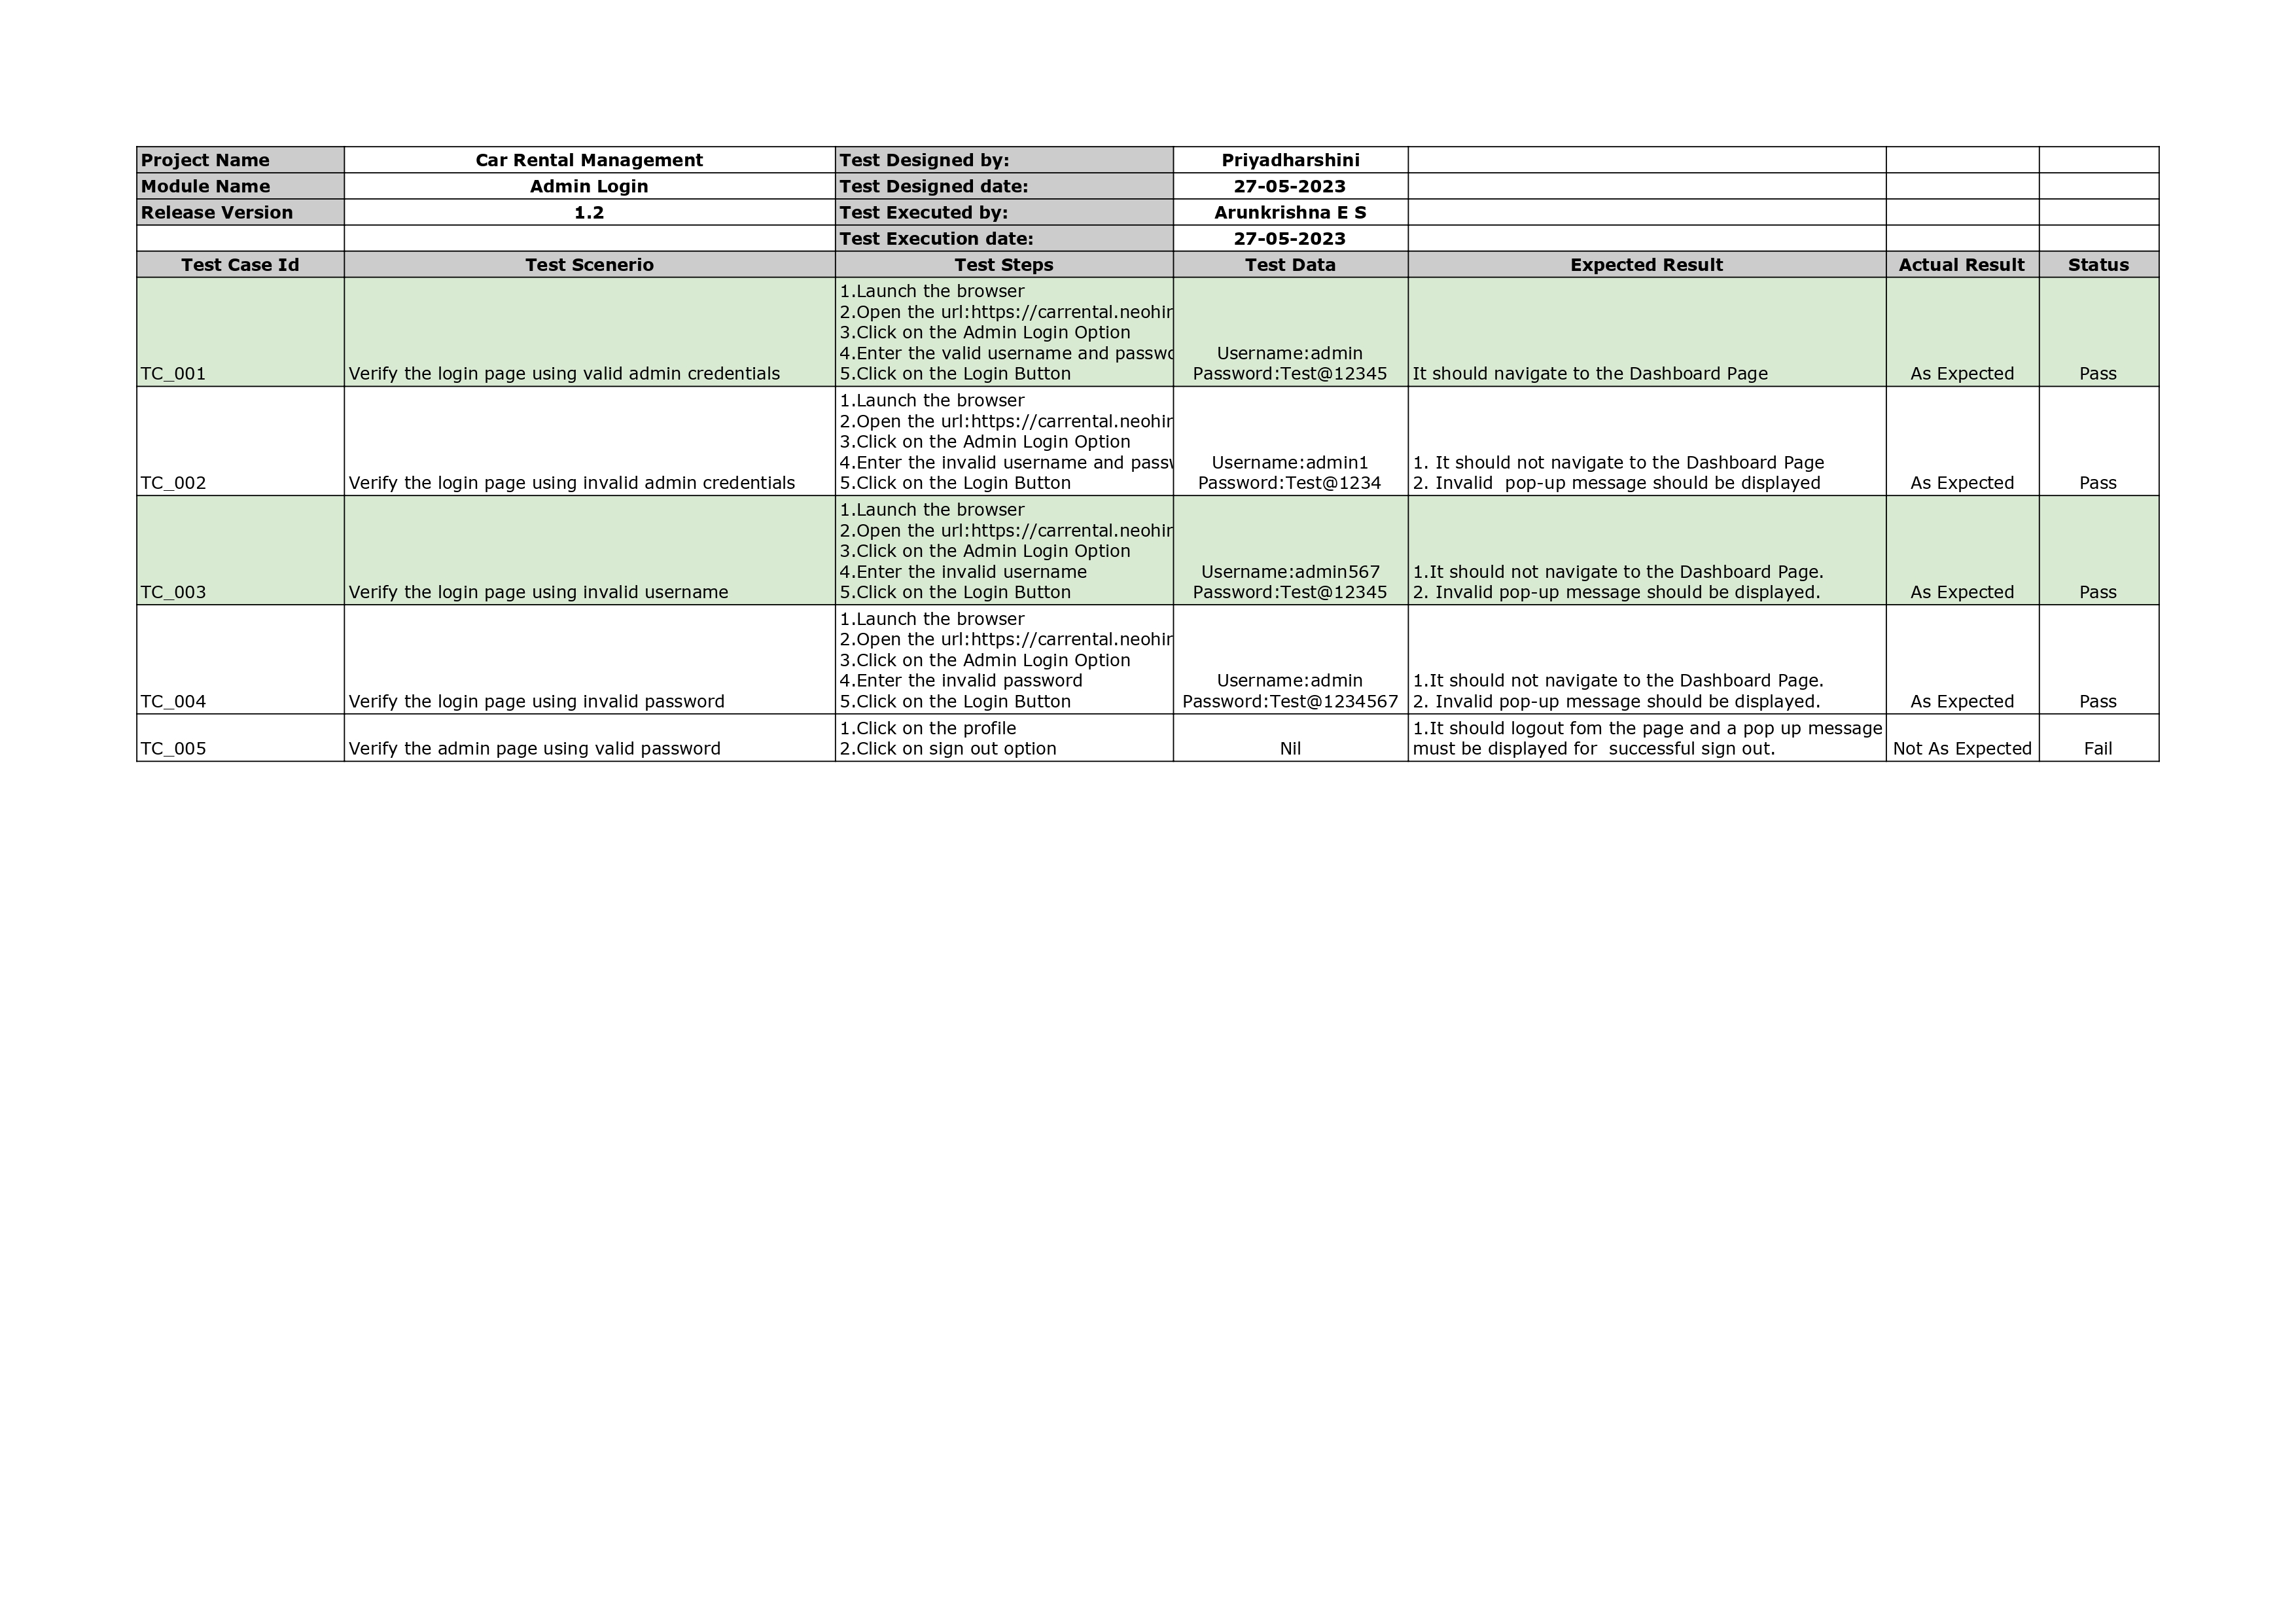 Project Name Car Rental Management Test Designed by: Priyadharshini
Module Name Admin Login Test Designed date: 27-05-2023
Release Version 1.2 Test Executed by: Arunkrishna E S
Test Execution date: 27-05-2023
Test Case Id Test Scenerio Test Steps Test Data Expected Result Actual Result Status
1.Launch the browser
2.Open the url:https://carrental.neohir
3.Click on the Admin Login Option
4.Enter the valid username and passwo Username:admin
TC_001 Verify the login page using valid admin credentials 5.Click on the Login Button Password:Test@12345 It should navigate to the Dashboard Page As Expected Pass
1.Launch the browser
2.Open the url:https://carrental.neohir
3.Click on the Admin Login Option
4.Enter the invalid username and passw Username:admin1 1. It should not navigate to the Dashboard Page
TC_002 Verify the login page using invalid admin credentials 5.Click on the Login Button Password:Test@1234 2. Invalid  pop-up message should be displayed As Expected Pass
1.Launch the browser
2.Open the url:https://carrental.neohir
3.Click on the Admin Login Option
4.Enter the invalid username Username:admin567 1.It should not navigate to the Dashboard Page.
TC_003 Verify the login page using invalid username 5.Click on the Login Button Password:Test@12345 2. Invalid pop-up message should be displayed. As Expected Pass
1.Launch the browser
2.Open the url:https://carrental.neohir
3.Click on the Admin Login Option
4.Enter the invalid password Username:admin 1.It should not navigate to the Dashboard Page.
TC_004 Verify the login page using invalid password 5.Click on the Login Button Password:Test@1234567 2. Invalid pop-up message should be displayed. As Expected Pass
1.Click on the profile 1.It should logout fom the page and a pop up message
TC_005 Verify the admin page using valid password 2.Click on sign out option Nil must be displayed for  successful sign out. Not As Expected Fail